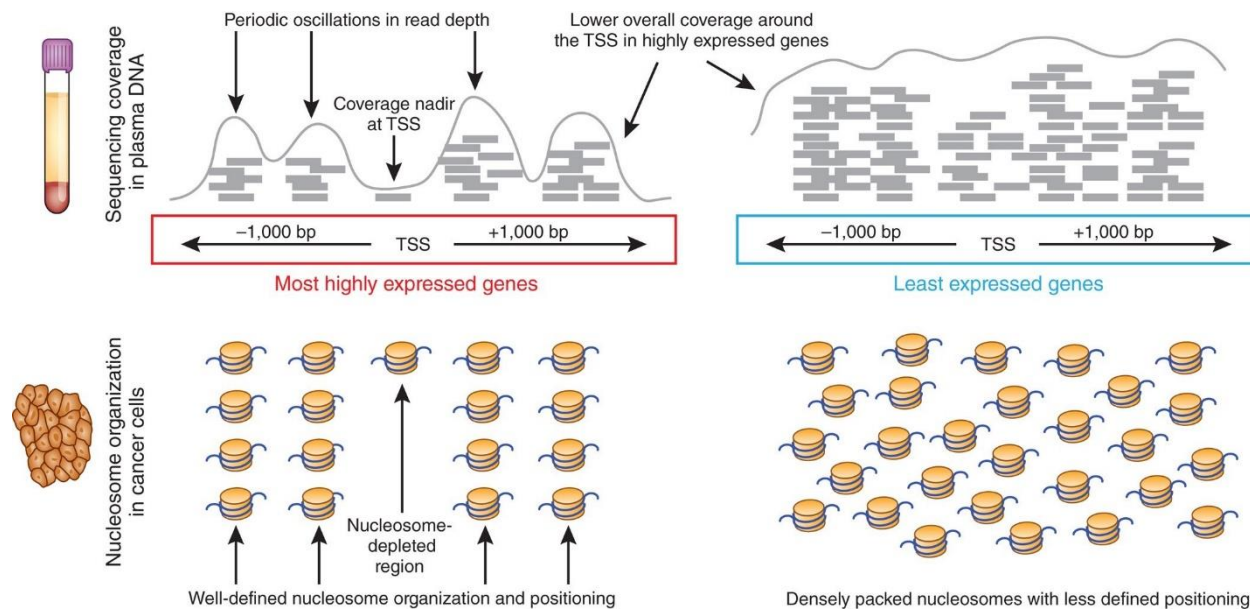 Sequencing coverage
in plasma DNA
Periodic oscillations in read depth
Coverage nadir
at TSS
Lower overall coverage around
the TSS in highly expressed genes
–1,000 bp
TSS
+1,000 bp
Most highly expressed genes
–1,000 bp
TSS
+1,000 bp
Least expressed genes
Nucleosome organization
in cancer cells
Nucleosome-
depleted
region
Well-defined nucleosome organization and positioning
Densely packed nucleosomes with less defined positioning